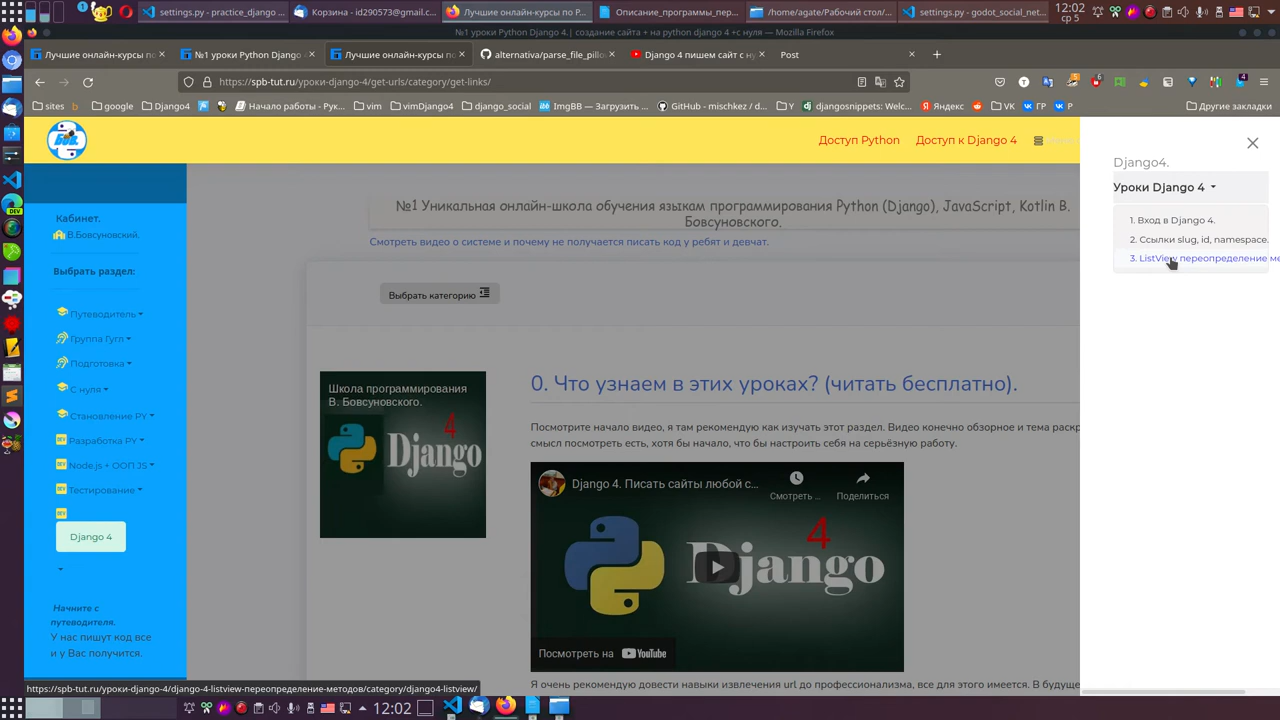 settings.py - practice_django
Корзина - id290573@gmail.c...
Лучшие онлайн-курсы по P...
Описание_программы_пер...
/home/agate/Рабочий стол/...
settings.py - godot_social_net...
12:02
ср 5
№1 уроки Python Django 4.| создание сайта + на python django 4 +с нуля — Mozilla Firefox
Лучшие онлайн-курсы по
№1 уроки Python Django 4.
Лучшие онлайн-курсы по
alternativa/parse_file_pillov
Django 4 пишем сайт с ну
Post
https://spb-tut.ru/уроки-django-4/get-urls/category/get-links/
sites
b
google
Django4
Начало работы - Рук...
vim
vimDjango4
django_social
ImgBB — Загрузить ...
GitHub - mischkez / d...
Y
djangosnippets: Welc...
Яндекс
VK
ГР
Р
Другие закладки
БОВ.
Доступ Python
Доступ к Django 4
Django4.
Уроки Django 4
1. Вход в Django 4.
2. Ссылки slug, id, namespace.
3. ListView переопределение ме
Кабинет.
В.Бовсуновский.
Выбрать раздел:
Путеводитель
Группа Гугл
Подготовка
С нуля
Становление PY
Разработка PY
Node.js + ООП JS
Тестирование
Django 4
Начните с
путеводителя.
У нас пишут код все
и у Вас получится.
№1 Уникальная онлайн-школа обучения языкам программирования Python (Django), JavaScript, Kotlin В.
Бовсуновского.
Смотреть видео о системе и почему не получается писать код у ребят и девчат.
Выбрать категорию
Школа программирования
В. Бовсуновского.
4
Django
0. Что узнаем в этих уроках? (читать бесплатно).
Посмотрите начало видео, я там рекомендую как изучать этот раздел. Видео конечно обзорное и тема раскр
смысл посмотреть есть, хотя бы начало, что бы настроить себя на серьёзную работу.
Django 4. Писать сайты любой с...
Смотреть ...
Поделиться
4
Django
Посмотреть на YouTube
Я очень рекомендую довести навыки извлечения url до профессионализма, все для этого имеется. В будуще
https://spb-tut.ru/уроки-django-4/django-4-listview-переопределение-методов/category/django4-listview/
12:02